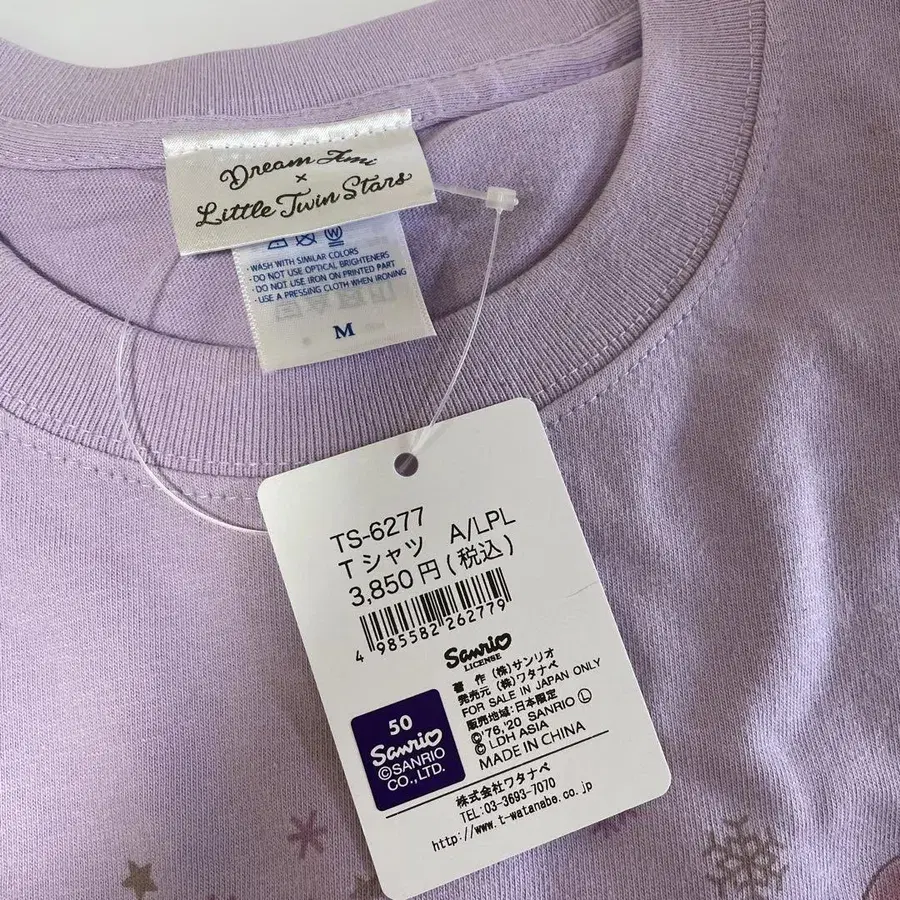 Dream Ami
×
Little Twin Stars
・WASH WITH SIMILAR COLORS
・DO NOT USE OPTICAL BRIGHTENERS
・DO NOT USE IRON ON PRINTED PART
・USE A PRESSING CLOTH WHEN IRONING
M
TS-6277
Tシャツ A/LPL
3,850円(税込)
4 985582 262779
Sanrio
LICENSE
著 作 (株)サンリオ
発売元 (株)ワタナベ
FOR SALE IN JAPAN ONLY
販売地域:日本限定
©'76,'20 SANRIO Ⓛ
© LDH ASIA
MADE IN CHINA
50
Sanrio
©SANRIO
CO.,LTD.
株式会社ワタナベ
TEL:03-3693-7070
http://www.t-watanabe.co.jp